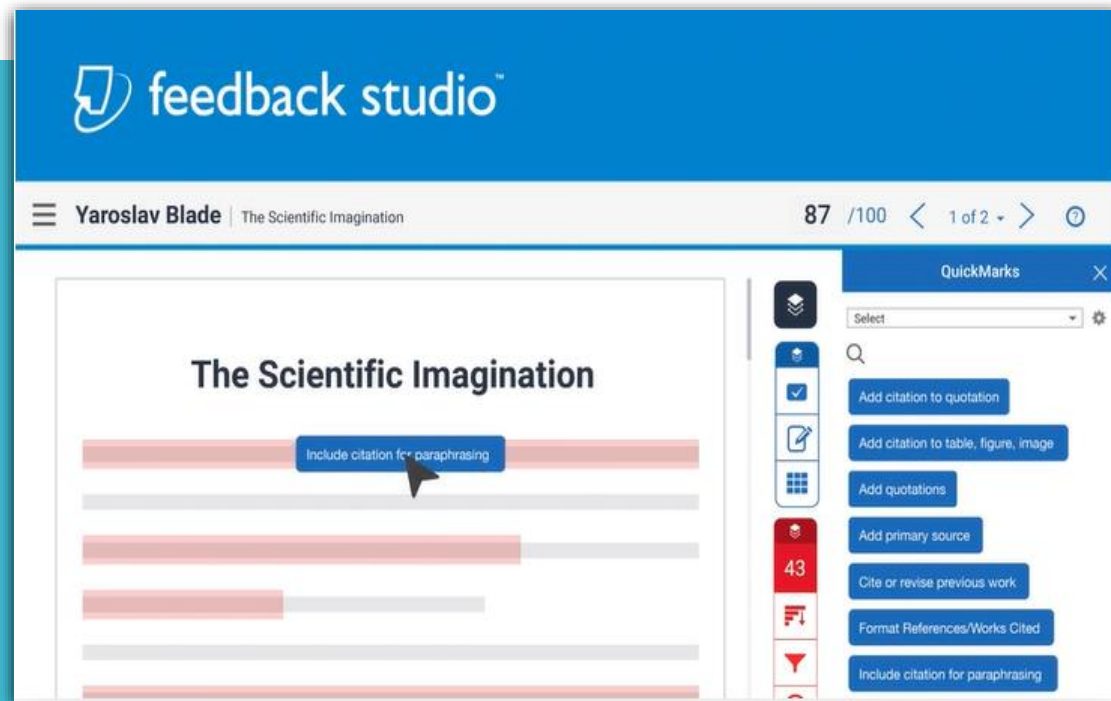 feedback studio™
Yaroslav Blade | The Scientific Imagination 87 /100 < 1 of 2 > ?
QuickMarks
Select
The Scientific Imagination
Include citation for paraphrasing
Add citation to quotation
Add citation to table, figure, image
Add quotations
Add primary source
43
Cite or revise previous work
Format References/Works Cited
Include citation for paraphrasing